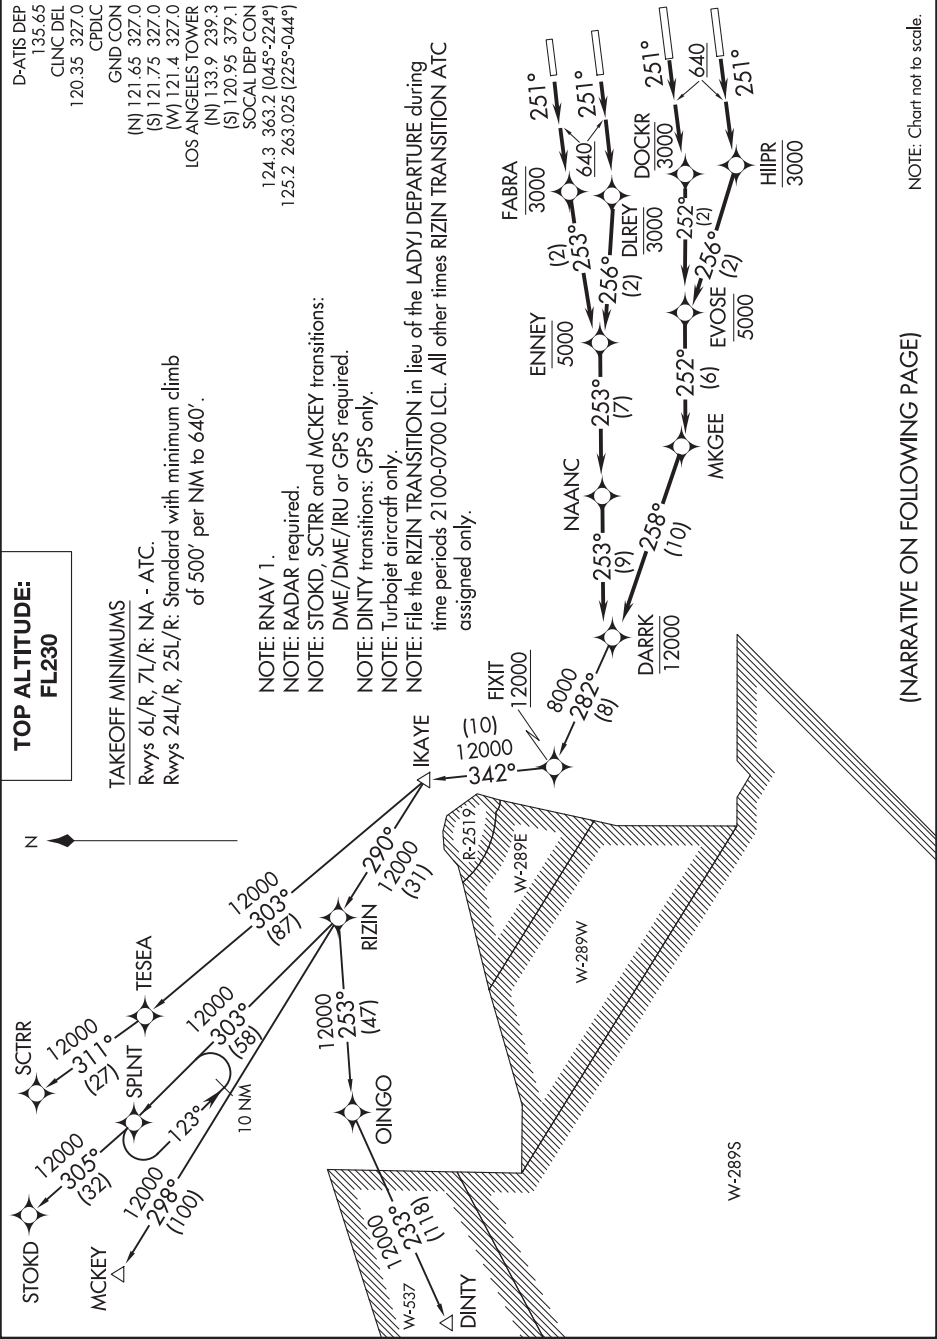 TOP ALTITUDE:
FL230
TAKEOFF MINIMUMS
Rwys 6L/R, 7L/R: NA - ATC.
Rwys 24L/R, 25L/R: Standard with minimum climb
of 500' per NM to 640'.
D-ATIS DEP
135.65
CLNC DEL
120.35 327.0
CPDLC
GND CON
(N) 121.65 327.0
(S) 121.75 327.0
(W) 121.4 327.0
LOS ANGELES TOWER
(N) 133.9 239.3
(S) 120.95 379.1
SOCAL DEP CON
124.3 363.2 (045°-224°)
125.2 263.025 (225°-044°)
NOTE: RNAV 1.
NOTE: RADAR required.
NOTE: STOKD, SCTRR and MCKEY transitions:
DME/DME/IRU or GPS required.
NOTE: DINTY transitions: GPS only.
NOTE: Turbojet aircraft only.
NOTE: File the RIZIN TRANSITION in lieu of the LADYJ DEPARTURE during
time periods 2100-0700 LCL. All other times RIZIN TRANSITION ATC
assigned only.
N
STOKD
12000
305°
(32)
SCTRR
12000
311°
(27)
TESEA
12000
303°
(87)
SPLNT
12000
303°
(58)
123°
10 NM
MCKEY
12000
298°
(100)
RIZIN
290°
12000
(31)
IKAYE
(10)
12000
342°
FIXIT
12000
8000
282°
(8)
DARRK
12000
OINGO
12000
253°
(47)
DINTY
12000
233°
(118)
W-537
R-2519
W-289E
W-289W
W-289S
253°
(9)
NAANC
253°
(7)
ENNEY
5000
(2)
253°
FABRA
3000
251°
640
251°
256°
(2)
DLREY
3000
258°
(10)
MKGEE
252°
(6)
EVOSE
5000
252°
(2)
DOCKR
3000
251°
640
251°
256°
(2)
HIIPR
3000
(NARRATIVE ON FOLLOWING PAGE)
NOTE: Chart not to scale.